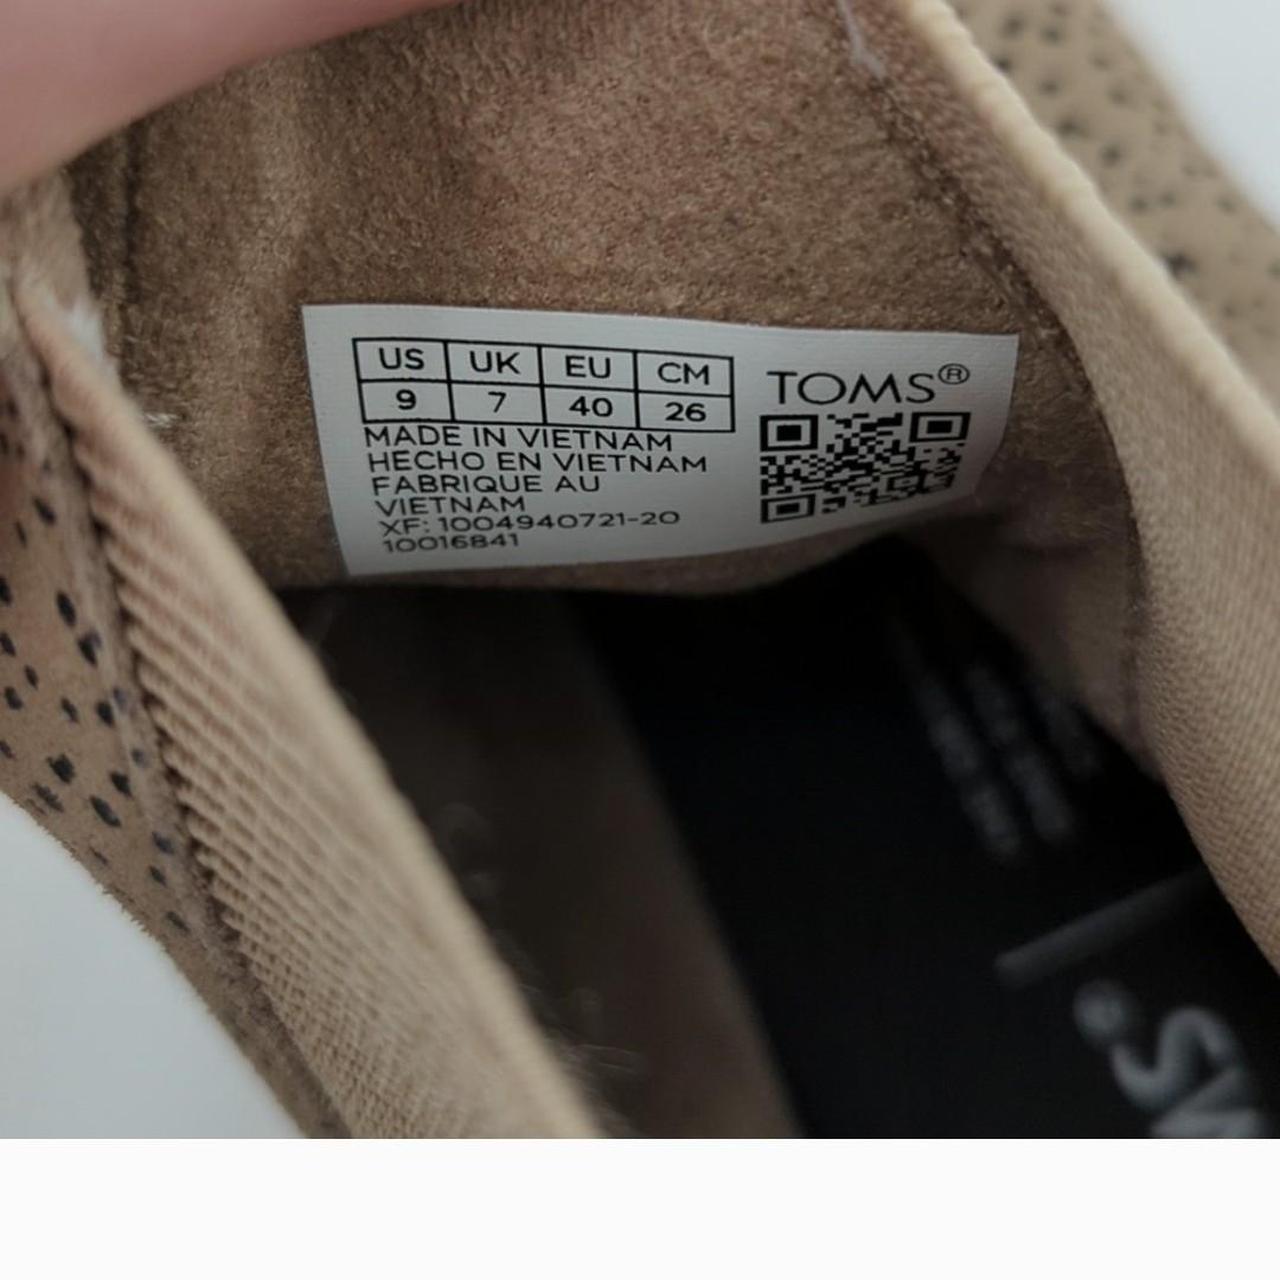 US UK EU CM
9 7 40 26
MADE IN VIETNAM
HECHO EN VIETNAM
FABRIQUE AU
VIETNAM
XF: 1004940721-20
10016841
TOMS®